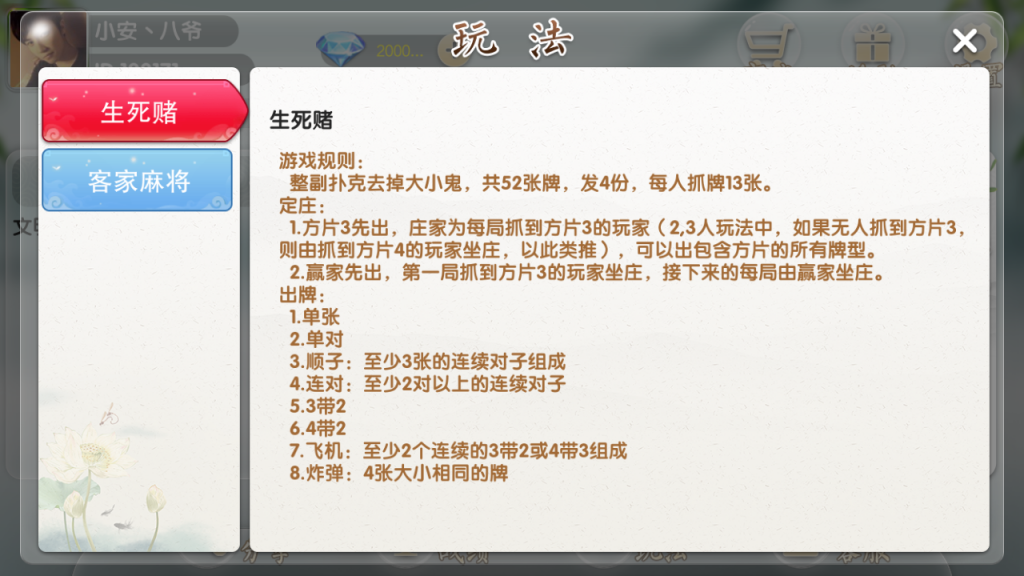 小安丶八爷
2000...
玩 法
生死赌
客家麻将
生死赌
游戏规则：
整副扑克去掉大小鬼，共52张牌，发4份，每人抓牌13张。
定庄：
1.方片3先出，庄家为每局抓到方片3的玩家（2,3人玩法中，如果无人抓到方片3，
则由抓到方片4的玩家坐庄，以此类推），可以出包含方片的所有牌型。
2.赢家先出，第一局抓到方片3的玩家坐庄，接下来的每局由赢家坐庄。
出牌：
1.单张
2.单对
3.顺子：至少3张的连续对子组成
4.连对：至少2对以上的连续对子
5.3带2
6.4带2
7.飞机：至少2个连续的3带2或4带3组成
8.炸弹：4张大小相同的牌